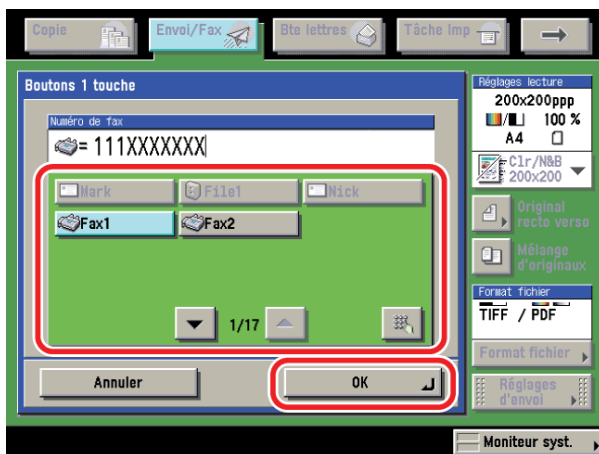 Copie
Envoi/Fax
Bte lettres
Tâche Imp
Boutons 1 touche
Numéro de fax
= 111XXXXXXX
Mark
File1
Nick
Fax1
Fax2
1/17
Annuler
OK
Réglages lecture
200x200ppp
/ 100 %
A4
Clr/N&B
200x200
Original
recto verso
Mélange
d'originaux
Format fichier
TIFF / PDF
Format fichier
Réglages
d'envoi
Moniteur syst.